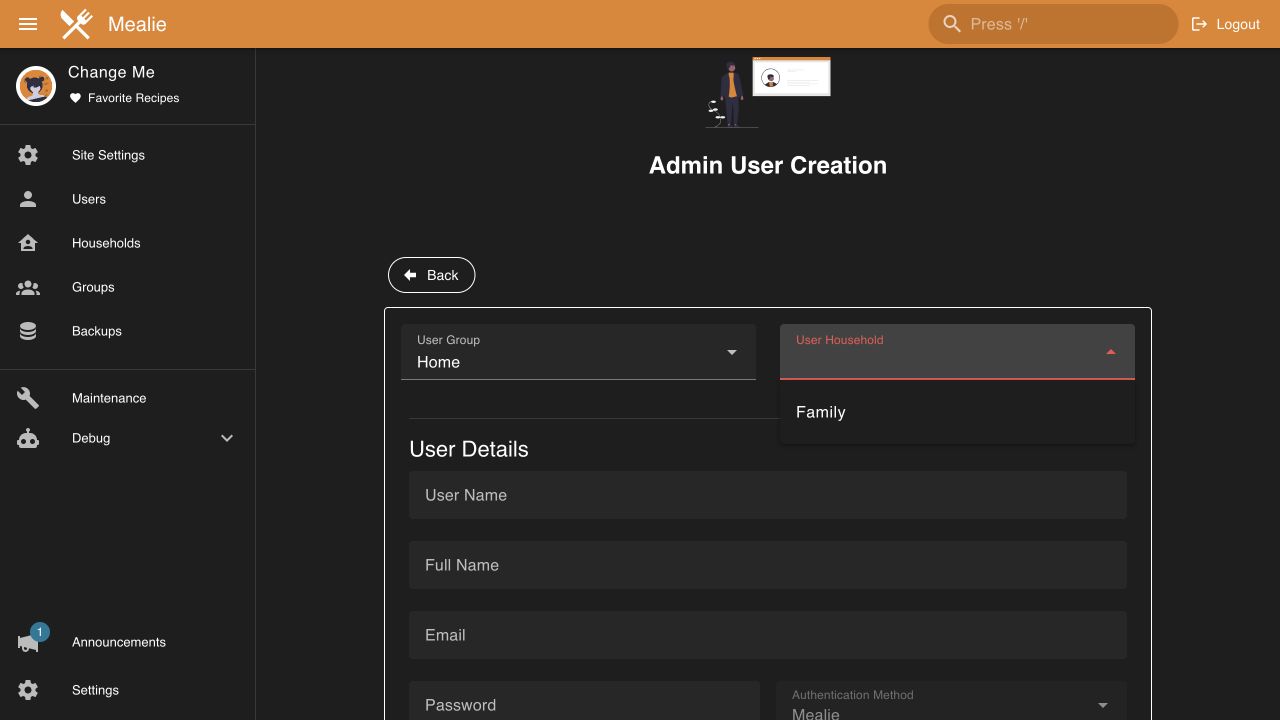 Mealie
Press '/'
Logout
Change Me
Favorite Recipes
Site Settings
Users
Households
Groups
Backups
Maintenance
Debug
1
Announcements
Settings
Admin User Creation
Back
User Group
Home
User Household
Family
User Details
User Name
Full Name
Email
Password
Authentication Method
Mealie